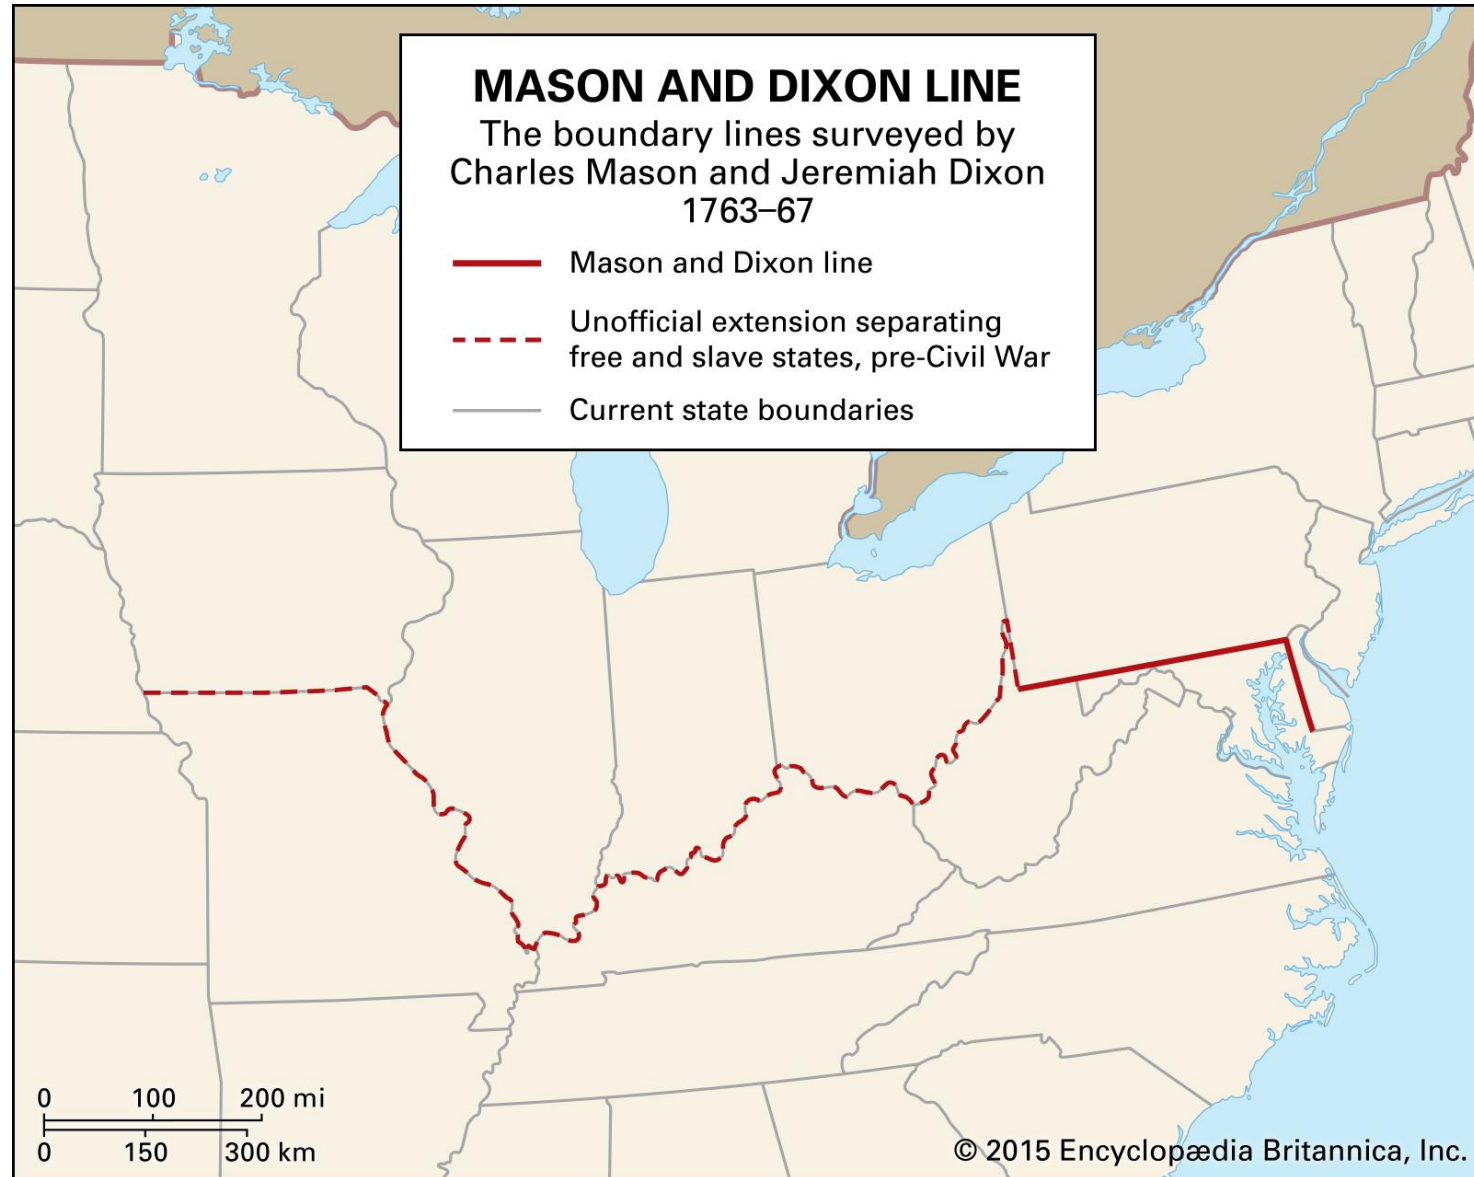 MASON AND DIXON LINE
The boundary lines surveyed by
Charles Mason and Jeremiah Dixon
1763–67
Mason and Dixon line
Unofficial extension separating
free and slave states, pre-Civil War
Current state boundaries
0 100 200 mi
0 150 300 km
© 2015 Encyclopædia Britannica, Inc.